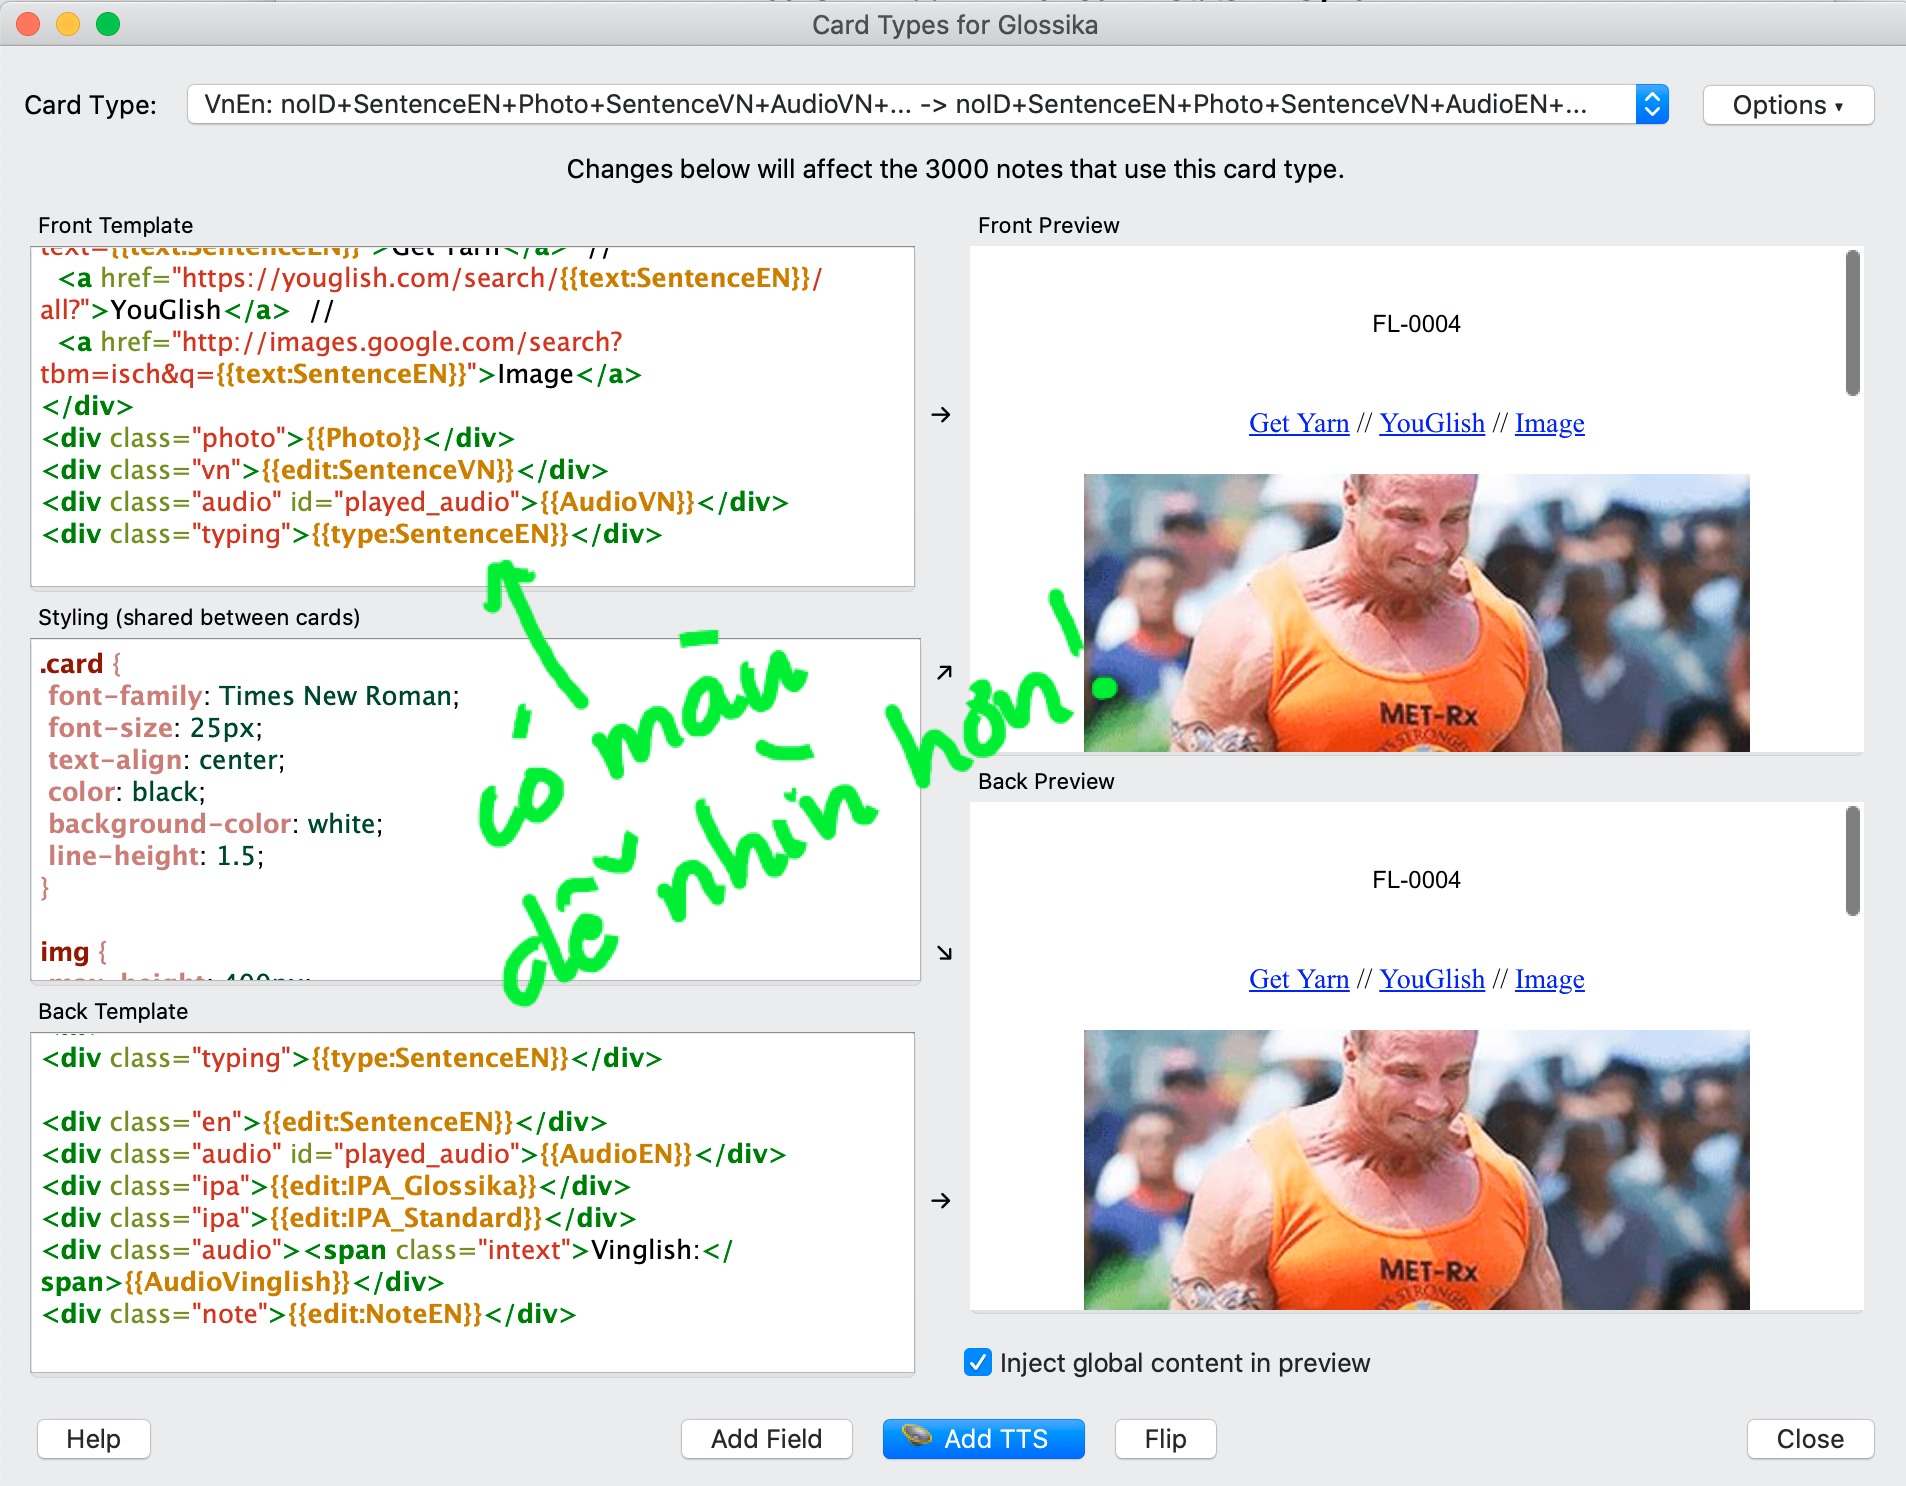 Card Types for Glossika
Card Type:
VnEn: noID+SentenceEN+Photo+SentenceVN+AudioVN+... -> noID+SentenceEN+Photo+SentenceVN+AudioEN+...
Options ▾
Changes below will affect the 3000 notes that use this card type.
Front Template
text={{text:SentenceEN}}">Get Yarn</a>  //
<a href="https://youglish.com/search/{{text:SentenceEN}}/
all?">YouGlish</a>  //
<a href="http://images.google.com/search?
tbm=isch&q={{text:SentenceEN}}">Image</a>
</div>
<div class="photo">{{Photo}}</div>
<div class="vn">{{edit:SentenceVN}}</div>
<div class="audio" id="played_audio">{{AudioVN}}</div>
<div class="typing">{{type:SentenceEN}}</div>
Styling (shared between cards)
.card {
font-family: Times New Roman;
font-size: 25px;
text-align: center;
color: black;
background-color: white;
line-height: 1.5;
}
img {
max-height: 400px;
có màu
dễ nhìn hơn!
Back Template
<div class="typing">{{type:SentenceEN}}</div>
<div class="en">{{edit:SentenceEN}}</div>
<div class="audio" id="played_audio">{{AudioEN}}</div>
<div class="ipa">{{edit:IPA_Glossika}}</div>
<div class="ipa">{{edit:IPA_Standard}}</div>
<div class="audio"><span class="intext">Vinglish:</
span>{{AudioVinglish}}</div>
<div class="note">{{edit:NoteEN}}</div>
Front Preview
FL-0004
Get Yarn // YouGlish // Image
MET-Rx
Back Preview
FL-0004
Get Yarn // YouGlish // Image
MET-Rx
Inject global content in preview
Help
Add Field
Add TTS
Flip
Close